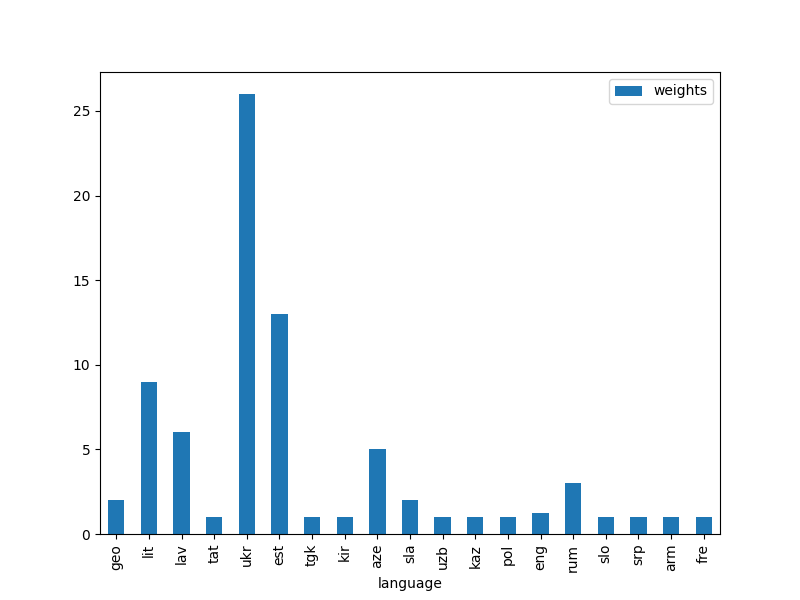 weights
25
20
15
10
5
0
geo lit lav tat ukr est tgk kir aze sla uzb kaz pol eng rum slo srp arm fre
language